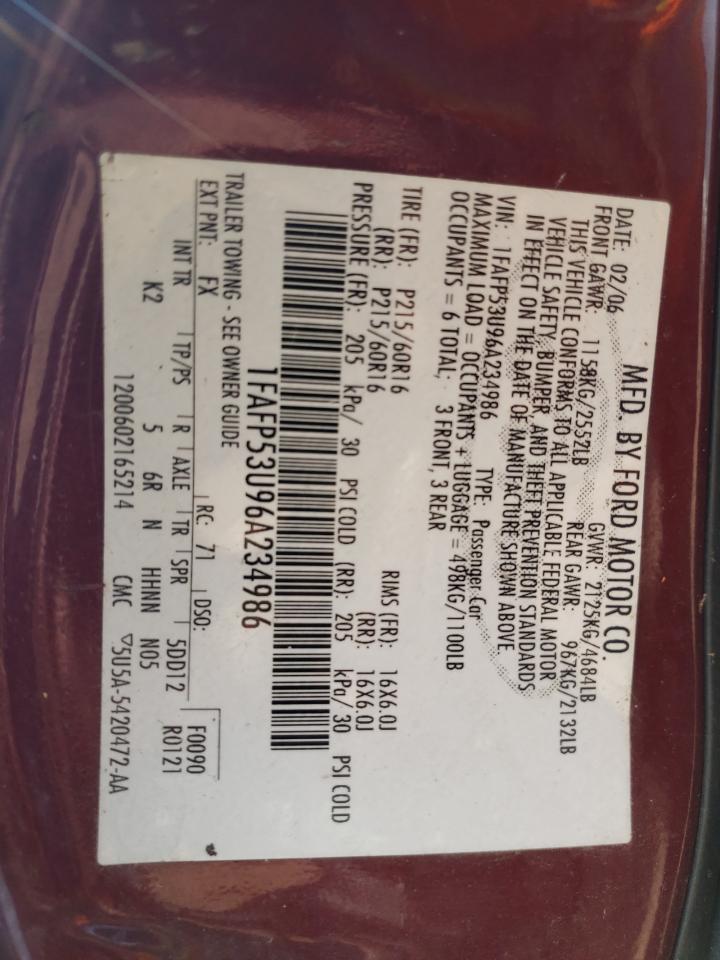 MFD. BY FORD MOTOR CO.
DATE: 02/06 GVWR: 2125KG/4684LB
FRONT GAWR: 1158KG/2552LB REAR GAWR: 967KG/2132LB
THIS VEHICLE CONFORMS TO ALL APPLICABLE FEDERAL MOTOR
VEHICLE SAFETY, BUMPER, AND THEFT PREVENTION STANDARDS
IN EFFECT ON THE DATE OF MANUFACTURE SHOWN ABOVE.
VIN: 1FAFP53U96A234986 TYPE: Passenger Car
MAXIMUM LOAD = OCCUPANTS + LUGGAGE = 498KG/1100LB
OCCUPANTS = 6 TOTAL; 3 FRONT, 3 REAR
TIRE (FR): P215/60R16 RIMS (FR): 16X6.0J
(RR): P215/60R16 (RR): 16X6.0J
PRESSURE (FR): 205 kPa/ 30 PSI COLD (RR): 205 kPa/ 30 PSI COLD
1FAFP53U96A234986
TRAILER TOWING - SEE OWNER GUIDE
EXT PNT: FX RC: 71 DSO: F0090
INT TR TP/PS R AXLE TR SPR 5DD12 R0121
K2 5 6R N HHNN N05
1200602165214 CMC ▽5U5A-5420472-AA